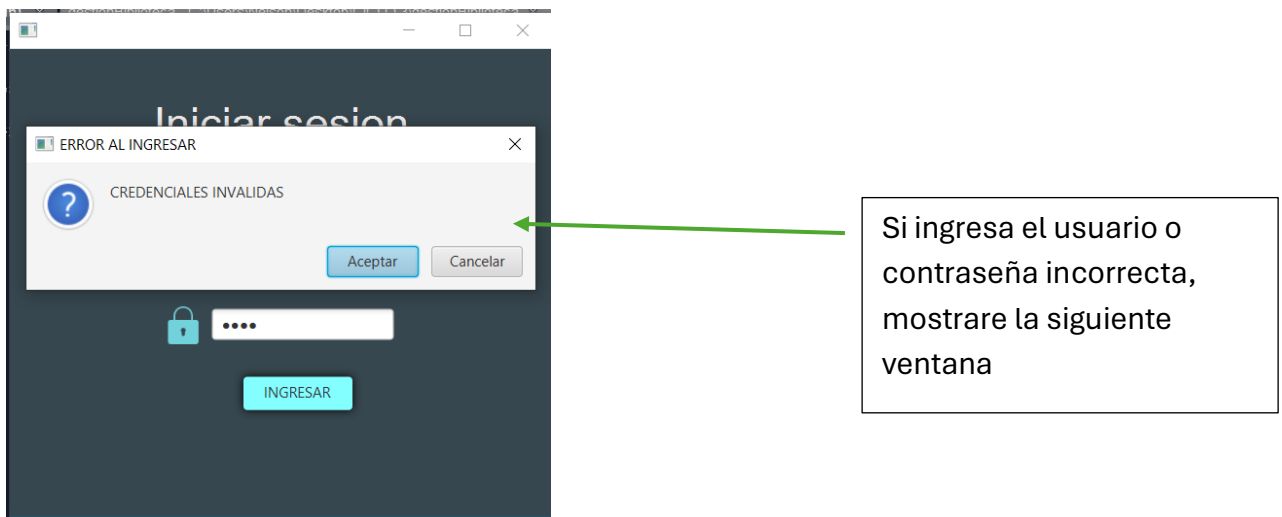 Iniciar sesion
ERROR AL INGRESAR
CREDENCIALES INVALIDAS
Aceptar
Cancelar
INGRESAR
Si ingresa el usuario o
contraseña incorrecta,
mostrare la siguiente
ventana